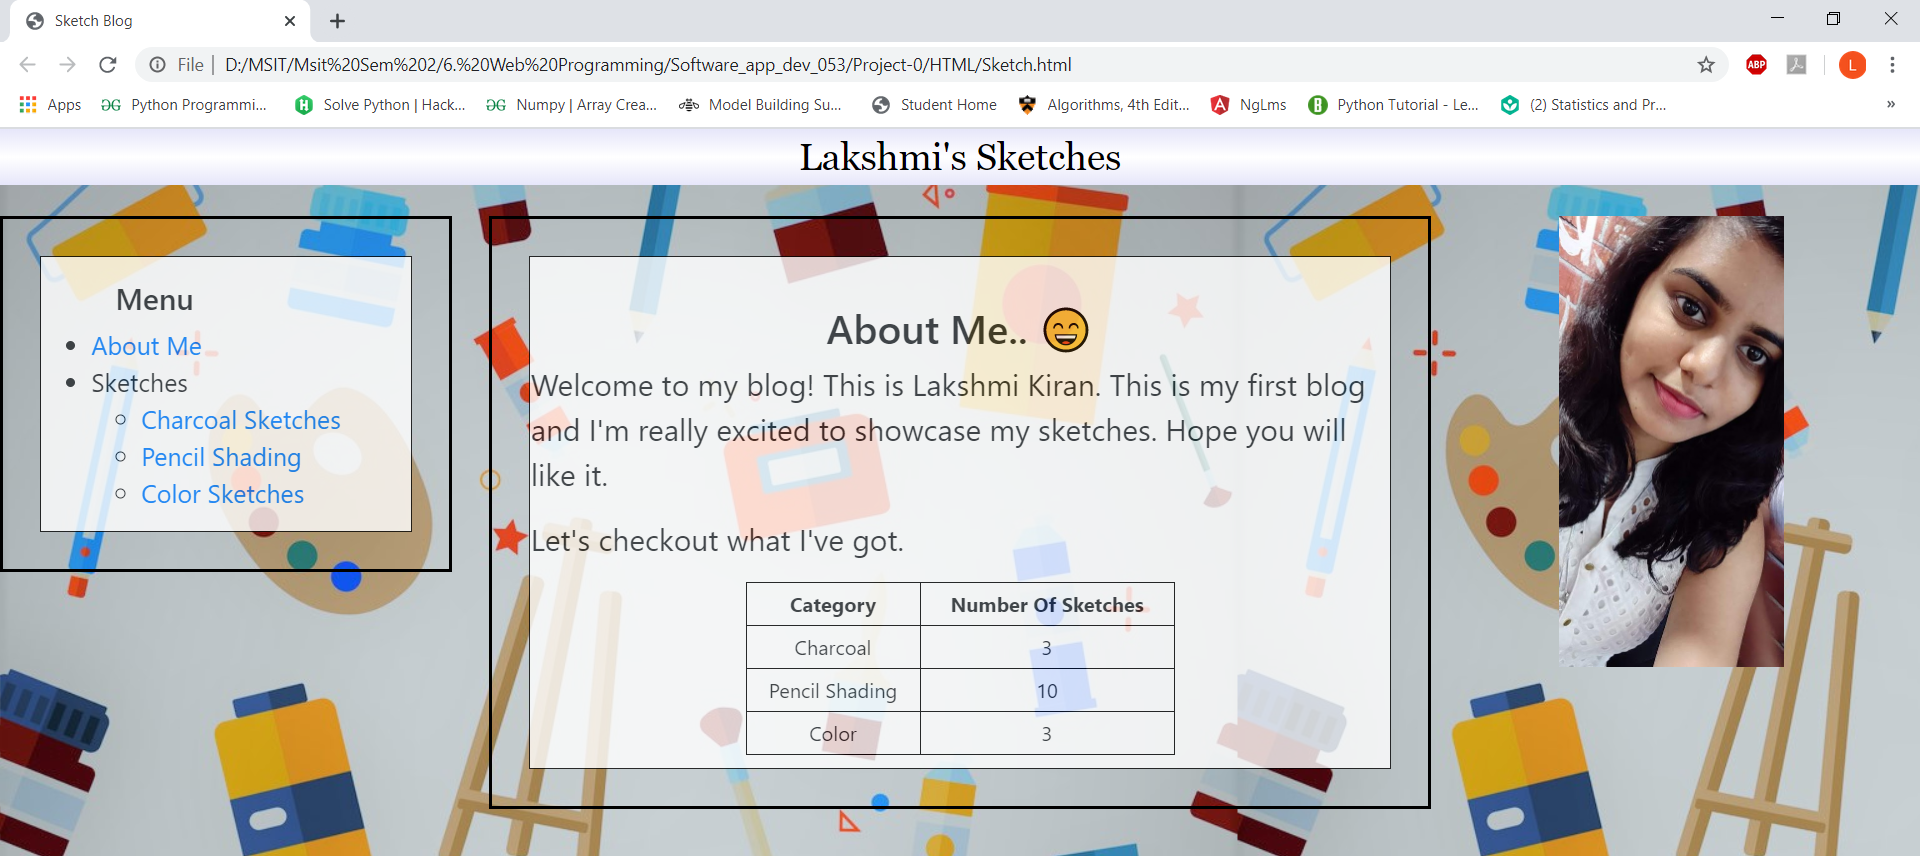 Sketch Blog
File | D:/MSIT/Msit%20Sem%202/6.%20Web%20Programming/Software_app_dev_053/Project-0/HTML/Sketch.html
ABP
L
Apps
Python Programmi...
Solve Python | Hack...
Numpy | Array Crea...
Model Building Su...
Student Home
Algorithms, 4th Edit...
NgLms
Python Tutorial - Le...
(2) Statistics and Pr...
»
Lakshmi's Sketches
Menu
About Me
Sketches
Charcoal Sketches
Pencil Shading
Color Sketches
About Me.. 😄
Welcome to my blog! This is Lakshmi Kiran. This is my first blog
and I'm really excited to showcase my sketches. Hope you will
like it.
Let's checkout what I've got.
Category Number Of Sketches
Charcoal 3
Pencil Shading 10
Color 3